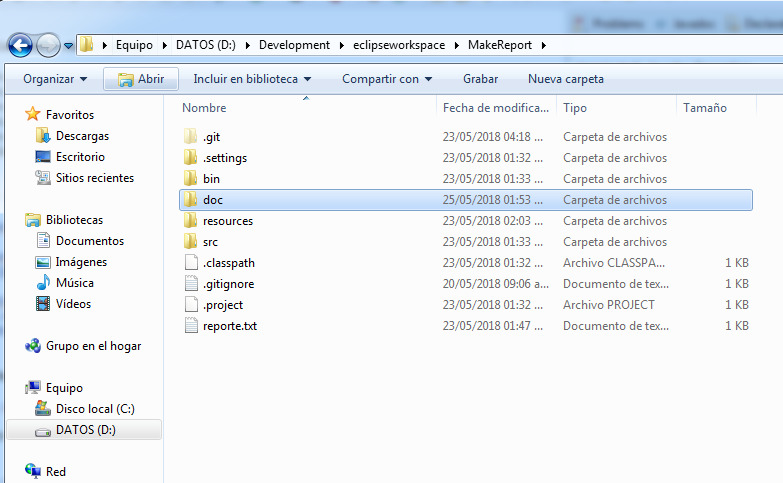 Problems Javadoc Declarat
Equipo DATOS (D:) Development eclipseworkspace MakeReport
Organizar Abrir Incluir en biblioteca Compartir con Grabar Nueva carpeta
Nombre Fecha de modifica... Tipo Tamaño
Favoritos
Descargas
Escritorio
Sitios recientes
Bibliotecas
Documentos
Imágenes
Música
Vídeos
Grupo en el hogar
Equipo
Disco local (C:)
DATOS (D:)
Red
.git 23/05/2018 04:18 ... Carpeta de archivos
.settings 23/05/2018 01:32 ... Carpeta de archivos
bin 23/05/2018 01:33 ... Carpeta de archivos
doc 25/05/2018 01:53 ... Carpeta de archivos
resources 23/05/2018 02:03 ... Carpeta de archivos
src 23/05/2018 01:33 ... Carpeta de archivos
.classpath 23/05/2018 01:32 ... Archivo CLASSPA... 1 KB
.gitignore 20/05/2018 09:06 a... Documento de tex... 1 KB
.project 23/05/2018 01:32 ... Archivo PROJECT 1 KB
reporte.txt 23/05/2018 01:47 ... Documento de tex... 1 KB